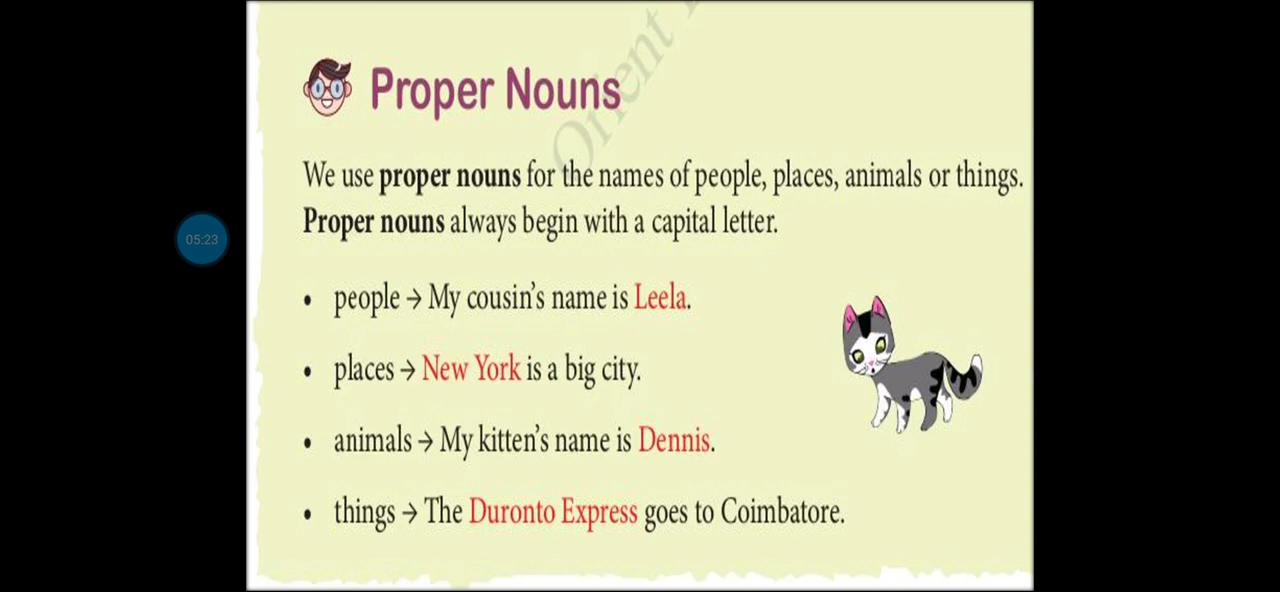 Proper Nouns
We use proper nouns for the names of people, places, animals or things.
Proper nouns always begin with a capital letter.
• people → My cousin's name is Leela.
• places → New York is a big city.
• animals → My kitten's name is Dennis.
• things → The Duronto Express goes to Coimbatore.
05:23
Orient